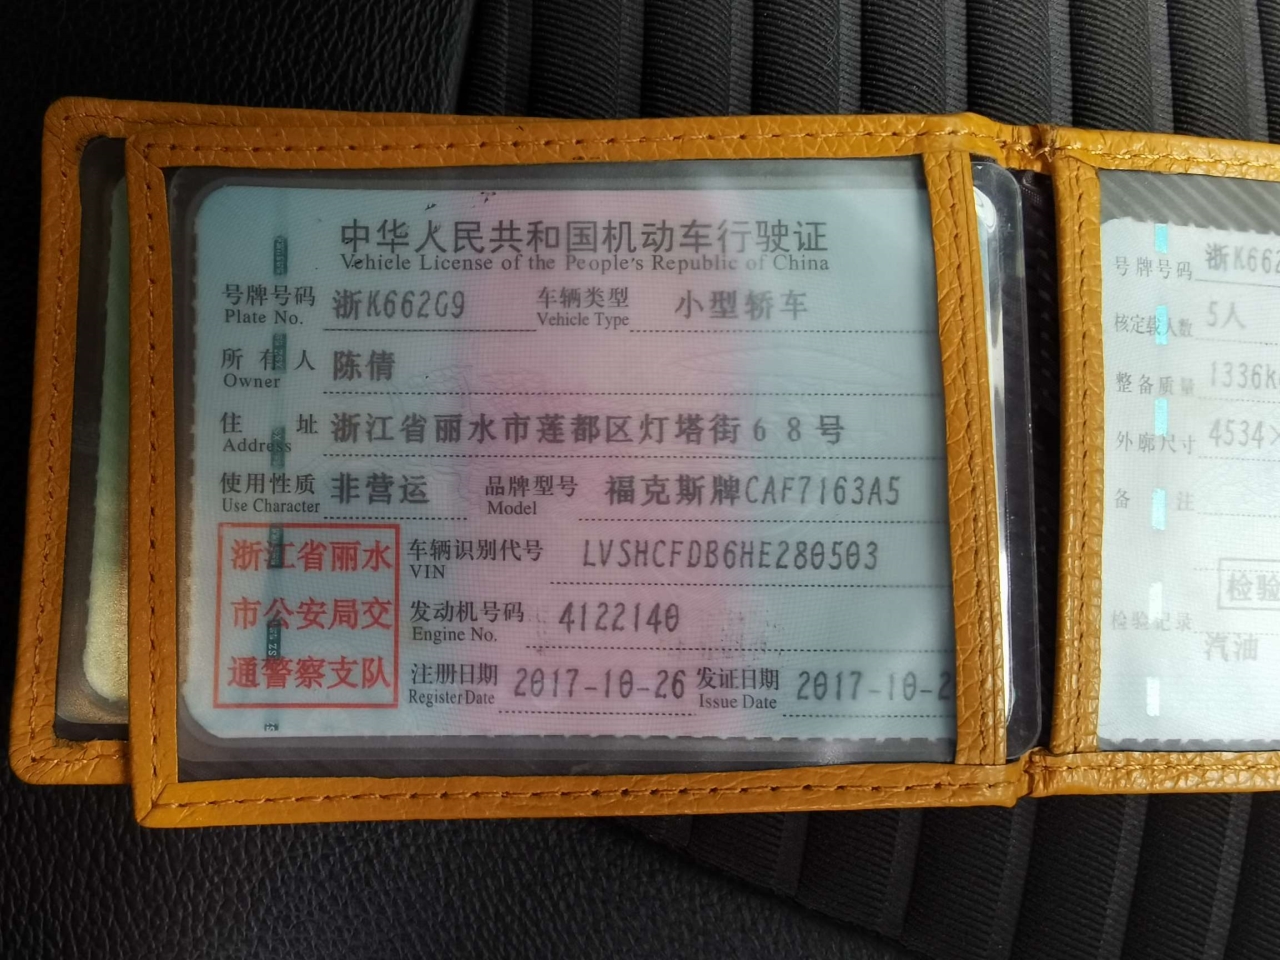 中华人民共和国机动车行驶证
Vehicle License of the People's Republic of China
号牌号码 浙K662G9 车辆类型 小型轿车
Plate No. Vehicle Type
所有人 陈倩
Owner
住址 浙江省丽水市莲都区灯塔街68号
Address
使用性质 非营运 品牌型号 福克斯牌CAF7163A5
Use Character Model
浙江省丽水
市公安局交
通警察支队
车辆识别代号 LVSHCFDB6HE280503
VIN
发动机号码 4122140
Engine No.
注册日期 2017-10-26 发证日期 2017-10-2
Register Date Issue Date
号牌号码 浙K662
核定载人数 5人
整备质量 1336k
外廓尺寸 4534×
备注
检验
检验记录
汽油